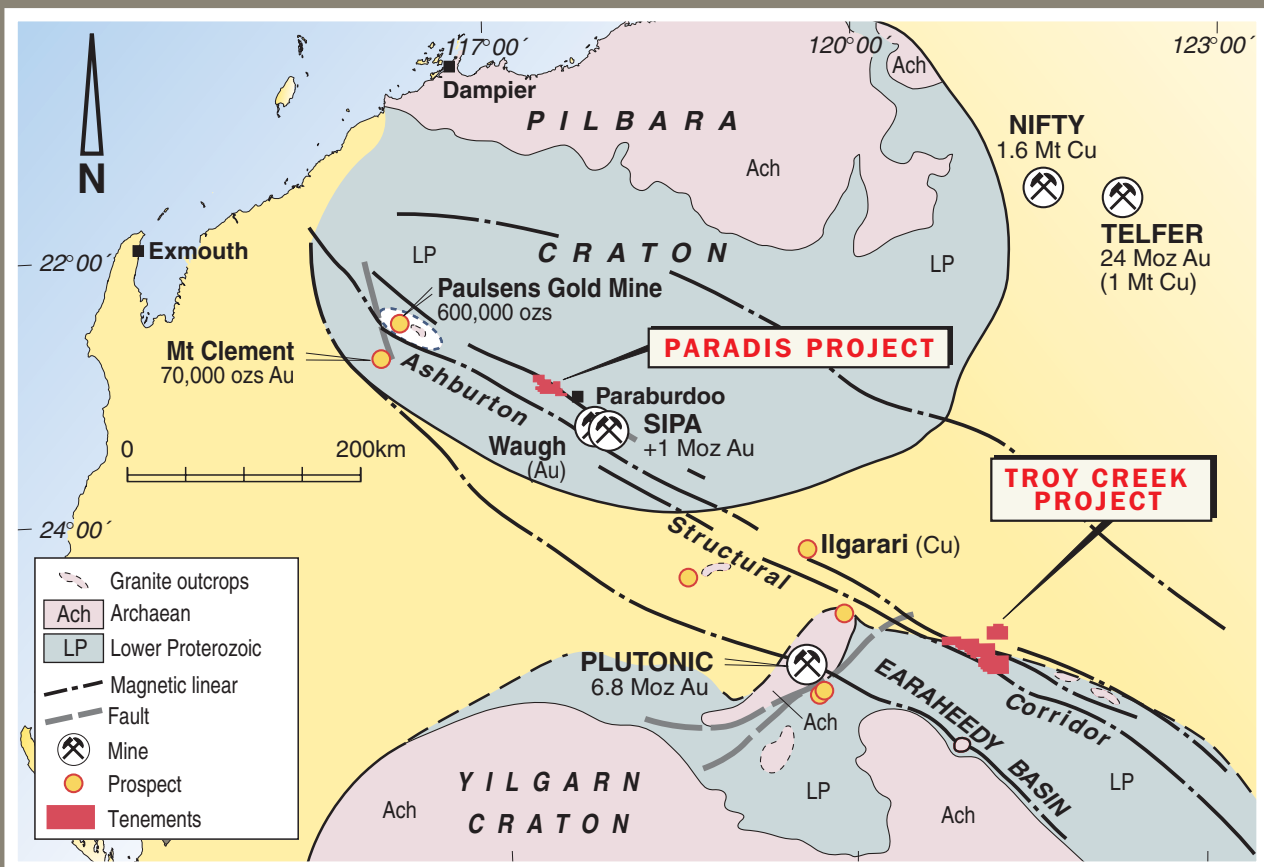 117°00´
120°00´
123°00´
Ach
Dampier
PILBARA
Ach
NIFTY
1.6 Mt Cu
N
TELFER
24 Moz Au
(1 Mt Cu)
Exmouth
22°00´
LP
CRATON
LP
Paulsens Gold Mine
600,000 ozs
PARADIS PROJECT
Mt Clement
70,000 ozs Au
Ashburton
Paraburdoo
SIPA
+1 Moz Au
Waugh
(Au)
0 200km
TROY CREEK
PROJECT
24°00´
Structural
Ilgarari (Cu)
PLUTONIC
6.8 Moz Au
EARAHEEDY BASIN
Corridor
Ach
YILGARN
CRATON
Ach
LP
Ach
LP
Granite outcrops
Ach Archaean
LP Lower Proterozoic
Magnetic linear
Fault
Mine
Prospect
Tenements